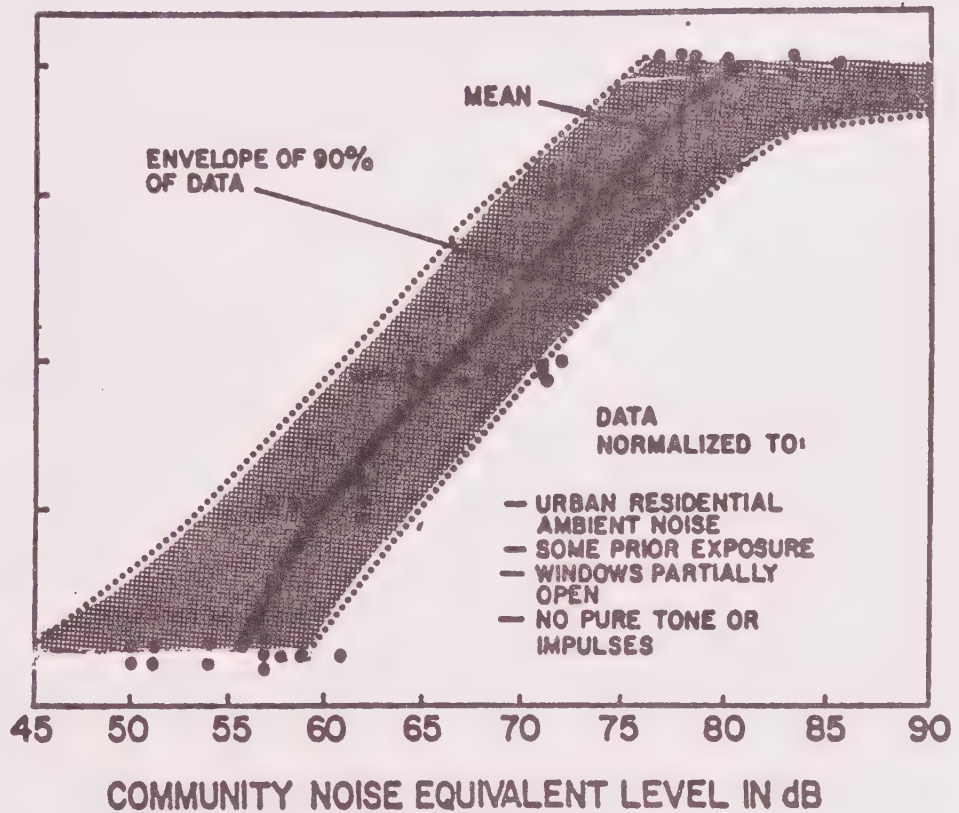 MEAN
ENVELOPE OF 90%
OF DATA
DATA
NORMALIZED TO:
— URBAN RESIDENTIAL
AMBIENT NOISE
— SOME PRIOR EXPOSURE
— WINDOWS PARTIALLY
OPEN
— NO PURE TONE OR
IMPULSES
45 50 55 60 65 70 75 80 85 90
COMMUNITY NOISE EQUIVALENT LEVEL IN dB